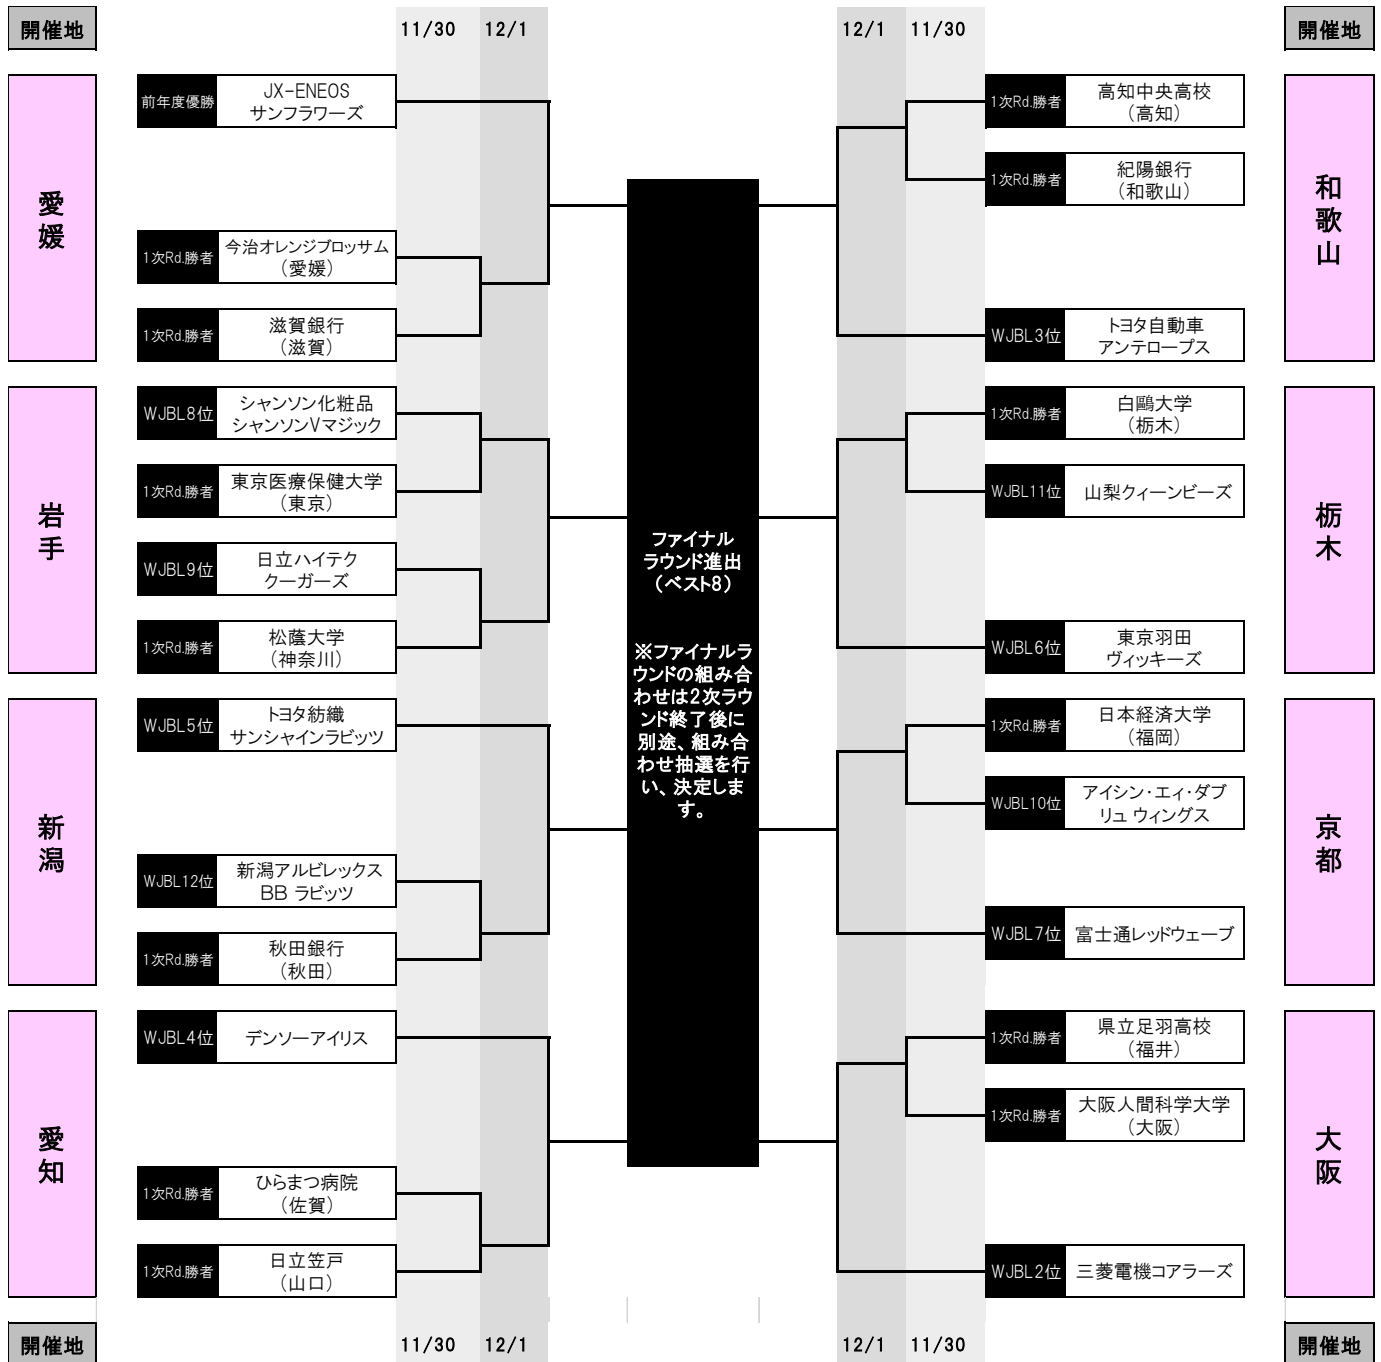 開催地
11/30
12/1
12/1
11/30
開催地
愛媛
前年度優勝
JX-ENEOS
サンフラワーズ
1次Rd.勝者
今治オレンジブロッサム
（愛媛）
1次Rd.勝者
滋賀銀行
（滋賀）
岩手
WJBL8位
シャンソン化粧品
シャンソンVマジック
1次Rd.勝者
東京医療保健大学
（東京）
WJBL9位
日立ハイテク
クーガーズ
1次Rd.勝者
松蔭大学
（神奈川）
新潟
WJBL5位
トヨタ紡織
サンシャインラビッツ
WJBL12位
新潟アルビレックス
BB ラビッツ
1次Rd.勝者
秋田銀行
（秋田）
愛知
WJBL4位
デンソーアイリス
1次Rd.勝者
ひらまつ病院
（佐賀）
1次Rd.勝者
日立笠戸
（山口）
ファイナル
ラウンド進出
（ベスト8）
※ファイナルラ
ウンドの組み合
わせは2次ラウ
ンド終了後に
別途、組み合
わせ抽選を行
い、決定しま
す。
1次Rd.勝者
高知中央高校
（高知）
1次Rd.勝者
紀陽銀行
（和歌山）
WJBL3位
トヨタ自動車
アンテロープス
和歌山
1次Rd.勝者
白鷗大学
（栃木）
WJBL11位
山梨クィーンビーズ
WJBL6位
東京羽田
ヴィッキーズ
栃木
1次Rd.勝者
日本経済大学
（福岡）
WJBL10位
アイシン・エィ・ダブ
リュ ウィングス
WJBL7位
富士通レッドウェーブ
京都
1次Rd.勝者
県立足羽高校
（福井）
1次Rd.勝者
大阪人間科学大学
（大阪）
WJBL2位
三菱電機コアラーズ
大阪
開催地
11/30
12/1
12/1
11/30
開催地